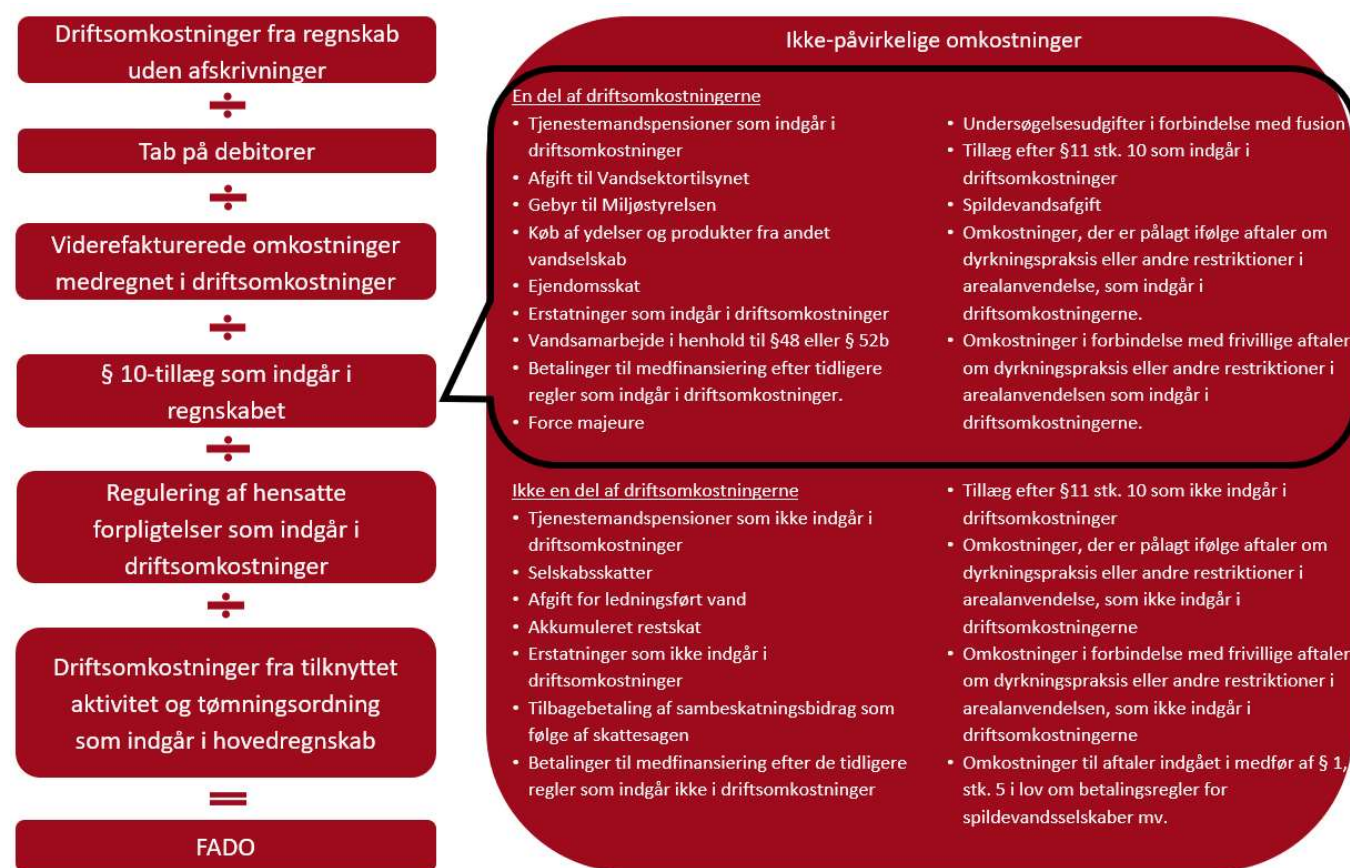 Driftsomkostninger fra regnskab
uden afskrivninger
÷
Tab på debitorer
÷
Viderefakturerede omkostninger
medregnet i driftsomkostninger
÷
§ 10-tillæg som indgår i
regnskabet
÷
Regulering af hensatte
forpligtelser som indgår i
driftsomkostninger
÷
Driftsomkostninger fra tilknyttet
aktivitet og tømningsordning
som indgår i hovedregnskab
=
FADO
Ikke-påvirkelige omkostninger
En del af driftsomkostningerne
• Tjenestemandspensioner som indgår i
driftsomkostninger
• Afgift til Vandsektortilsynet
• Gebyr til Miljøstyrelsen
• Køb af ydelser og produkter fra andet
vandselskab
• Ejendomsskat
• Erstatninger som indgår i driftsomkostninger
• Vandsamarbejde i henhold til §48 eller § 52b
• Betalinger til medfinansiering efter tidligere
regler som indgår i driftsomkostninger.
• Force majeure
• Undersøgelsesudgifter i forbindelse med fusion
• Tillæg efter §11 stk. 10 som indgår i
driftsomkostninger
• Spildevandsafgift
• Omkostninger, der er pålagt ifølge aftaler om
dyrkningspraksis eller andre restriktioner i
arealanvendelse, som indgår i
driftsomkostningerne.
• Omkostninger i forbindelse med frivillige aftaler
om dyrkningspraksis eller andre restriktioner i
arealanvendelsen som indgår i
driftsomkostningerne.
Ikke en del af driftsomkostningerne
• Tjenestemandspensioner som ikke indgår i
driftsomkostninger
• Selskabsskatter
• Afgift for ledningsført vand
• Akkumuleret restskat
• Erstatninger som ikke indgår i
driftsomkostninger
• Tilbagebetaling af sambeskatningsbidrag som
følge af skattesagen
• Betalinger til medfinansiering efter de tidligere
regler som indgår ikke i driftsomkostninger
• Tillæg efter §11 stk. 10 som ikke indgår i
driftsomkostninger
• Omkostninger, der er pålagt ifølge aftaler om
dyrkningspraksis eller andre restriktioner i
arealanvendelse, som ikke indgår i
driftsomkostningerne
• Omkostninger i forbindelse med frivillige aftaler
om dyrkningspraksis eller andre restriktioner i
arealanvendelsen, som ikke indgår i
driftsomkostningerne
• Omkostninger til aftaler indgået i medfør af § 1,
stk. 5 i lov om betalingsregler for
spildevandsselskaber mv.